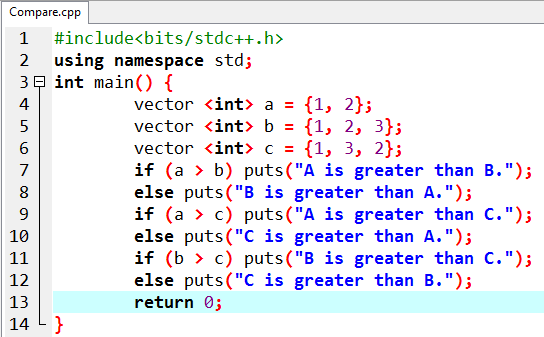 Compare.cpp
1 #include<bits/stdc++.h>
2 using namespace std;
3 int main() {
4 vector <int> a = {1, 2};
5 vector <int> b = {1, 2, 3};
6 vector <int> c = {1, 3, 2};
7 if (a > b) puts("A is greater than B.");
8 else puts("B is greater than A.");
9 if (a > c) puts("A is greater than C.");
10 else puts("C is greater than A.");
11 if (b > c) puts("B is greater than C.");
12 else puts("C is greater than B.");
13 return 0;
14 }